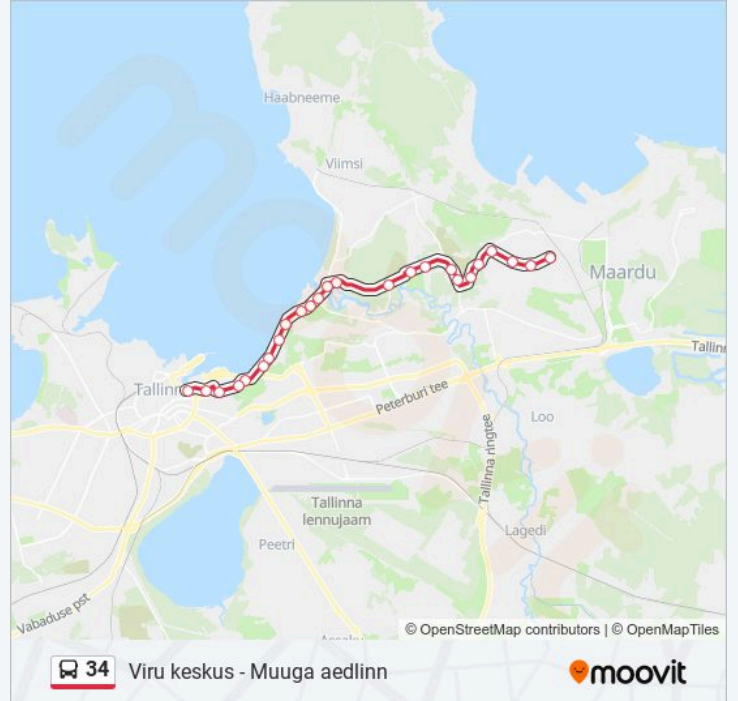 Haabneeme
Viimsi
Maardu
Tallinn
Peterburi tee
Loo
Tallinna ringtee
Tallinna
lennujaam
Lagedi
Peetri
Vabaduse pst
© OpenStreetMap contributors | © OpenMapTiles
34 Viru keskus - Muuga aedlinn moovit